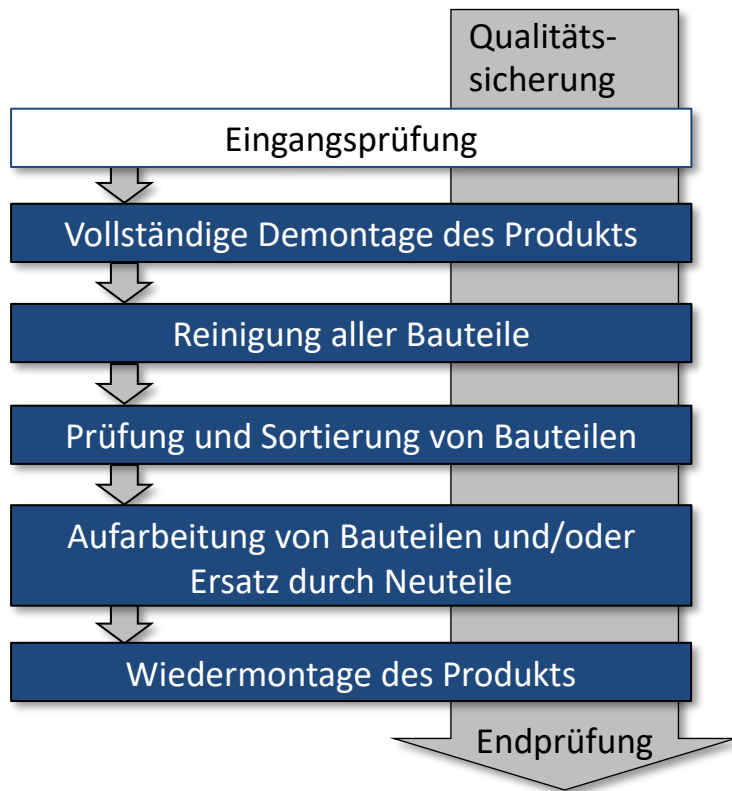 Qualitäts-
sicherung
Eingangsprüfung
Vollständige Demontage des Produkts
Reinigung aller Bauteile
Prüfung und Sortierung von Bauteilen
Aufarbeitung von Bauteilen und/oder
Ersatz durch Neuteile
Wiedermontage des Produkts
Endprüfung